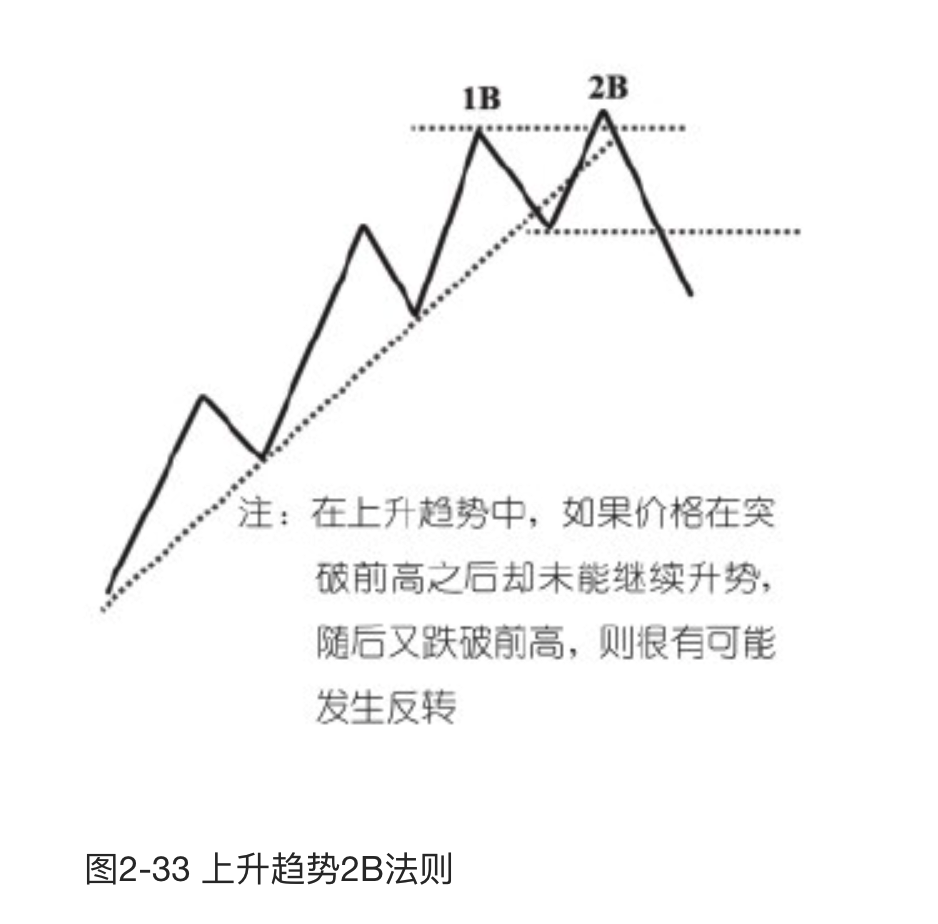 1B
2B
注：在上升趋势中，如果价格在突
破前高之后却未能继续升势，
随后又跌破前高，则很有可能
发生反转
图2-33 上升趋势2B法则